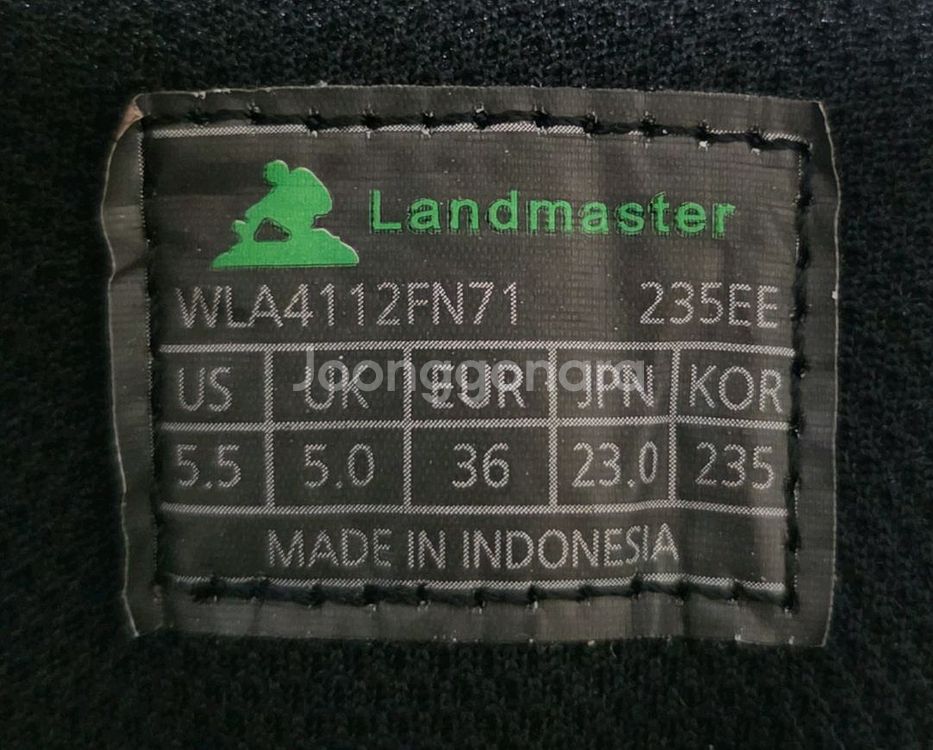 Landmaster
WLA4112FN71 235EE
US UK EUR JPN KOR
Joonggonara
5.5 5.0 36 23.0 235
MADE IN INDONESIA